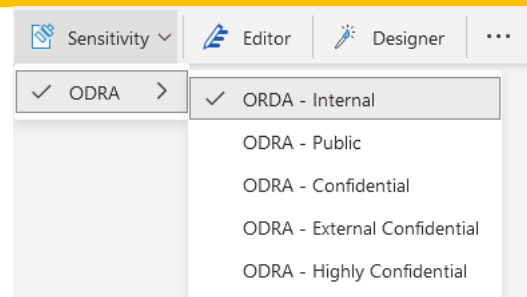 Sensitivity Editor Designer ...
ODRA
ORDA - Internal
ODRA - Public
ODRA - Confidential
ODRA - External Confidential
ODRA - Highly Confidential